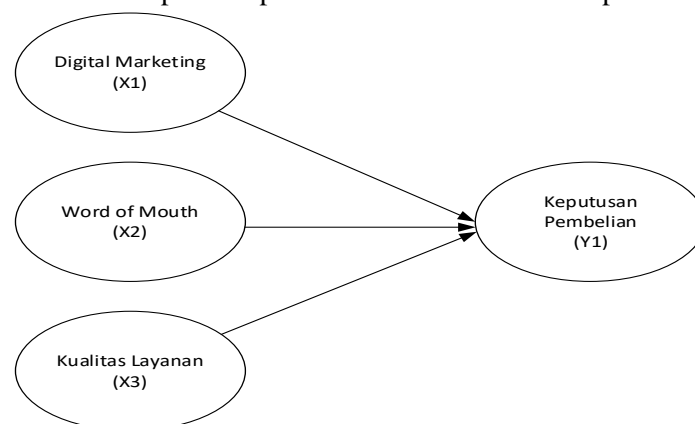 Digital Marketing
(X1)
Word of Mouth
(X2)
Kualitas Layanan
(X3)
Keputusan
Pembelian
(Y1)